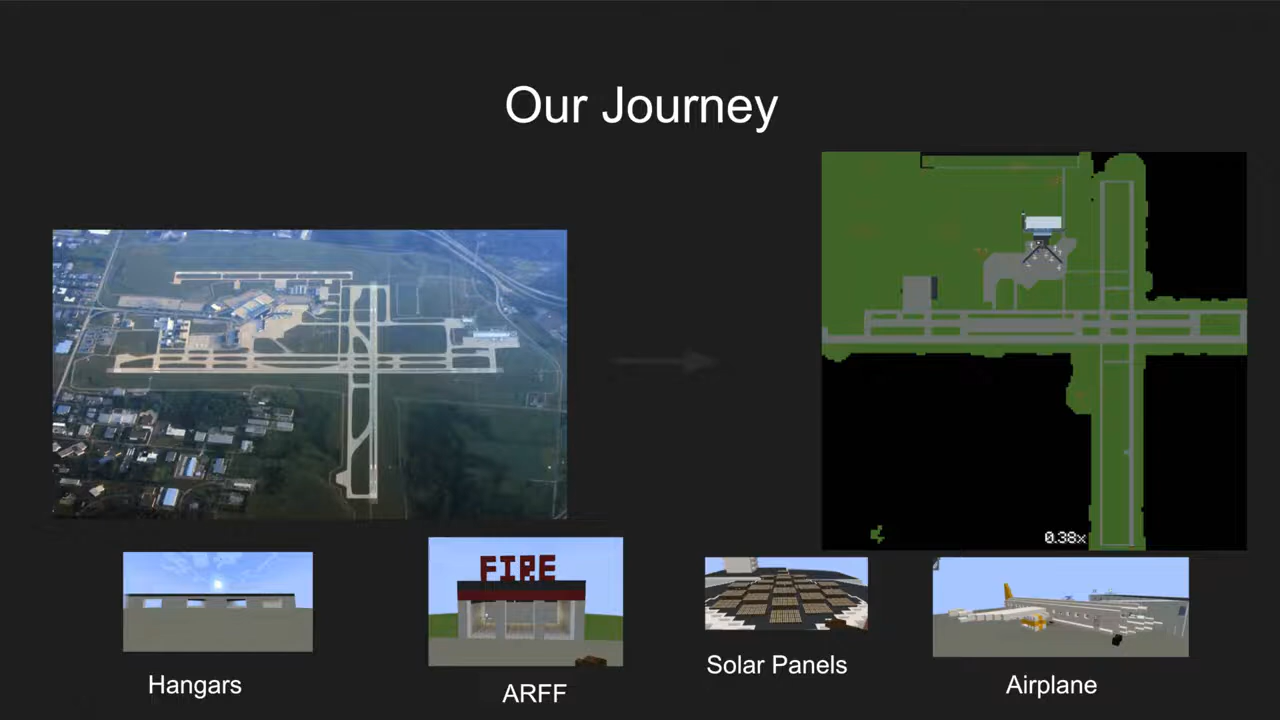 Our Journey
0.38x
FIRE
Hangars
ARFF
Solar Panels
Airplane